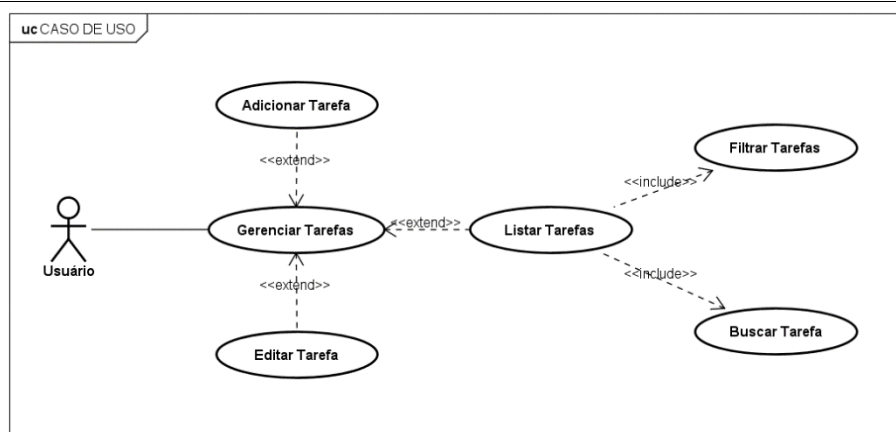 uc CASO DE USO
Adicionar Tarefa
Filtrar Tarefas
<<extend>>
<<include>>
Gerenciar Tarefas
<<extend>>
Listar Tarefas
Usuário
<<extend>>
<<include>>
Editar Tarefa
Buscar Tarefa